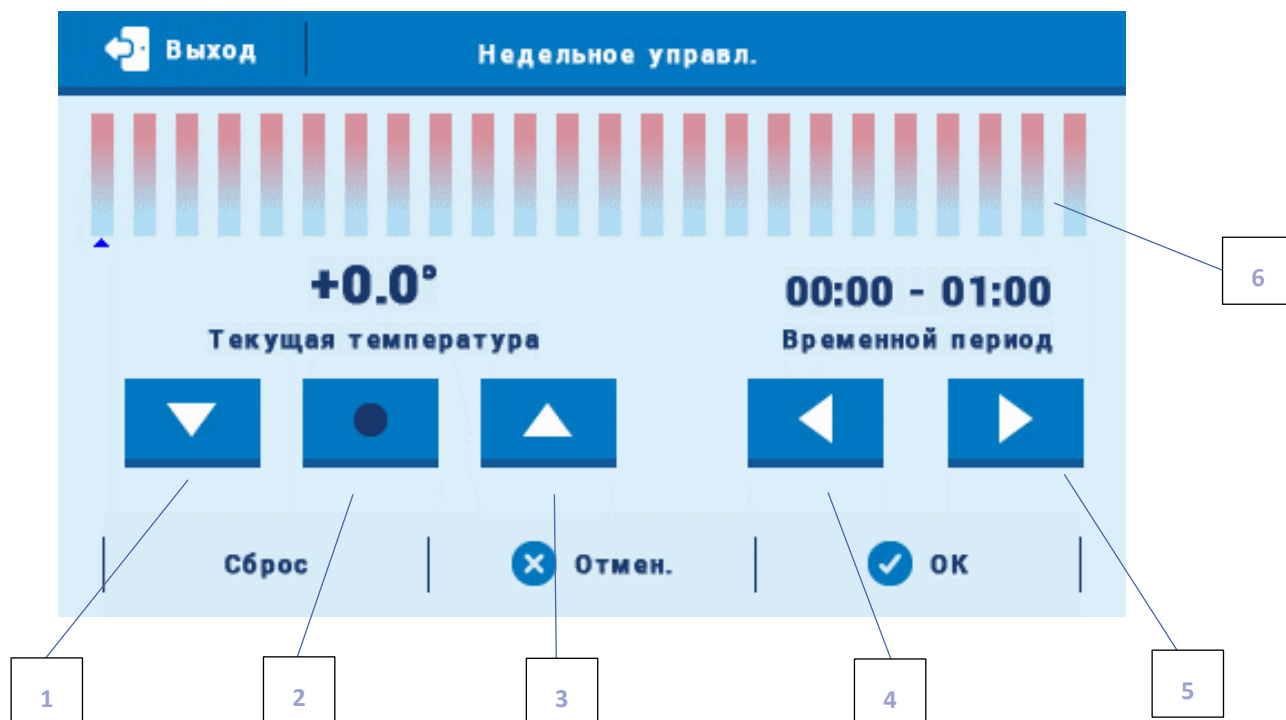 Выход
Недельное управл.
+0.0°
00:00 - 01:00
Текущая температура
Временной период
Сброс
Отмен.
ОК
6
1
2
3
4
5